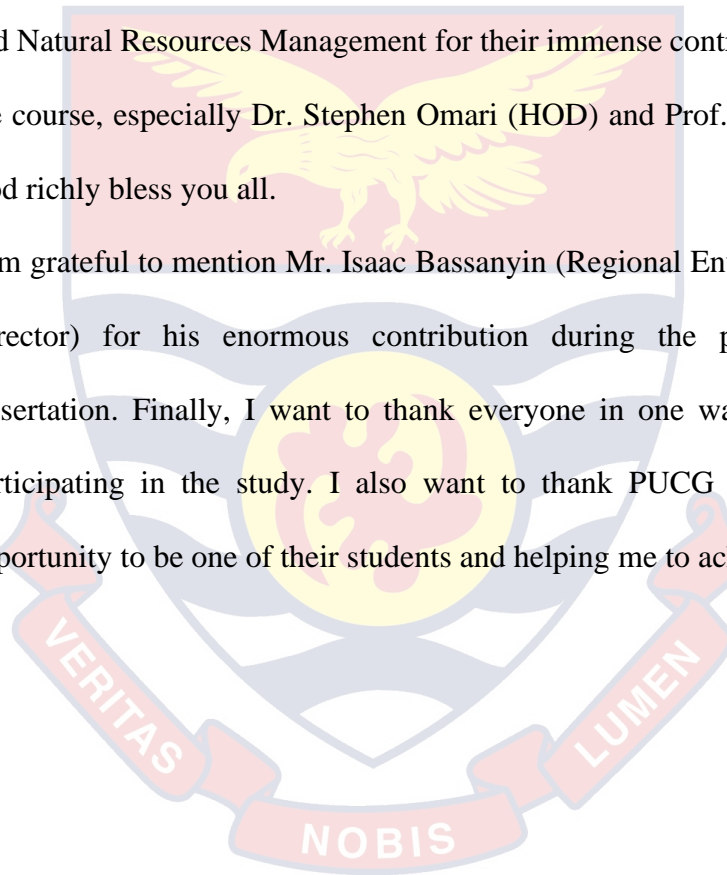 d Natural Resources Management for their immense cont
e course, especially Dr. Stephen Omari (HOD) and Prof.
od richly bless you all.
m grateful to mention Mr. Isaac Bassanyin (Regional En
rector) for his enormous contribution during the p
ssertation. Finally, I want to thank everyone in one wa
rticipating in the study. I also want to thank PUCG
portunity to be one of their students and helping me to ac
VERITAS
NOBIS
LUMEN